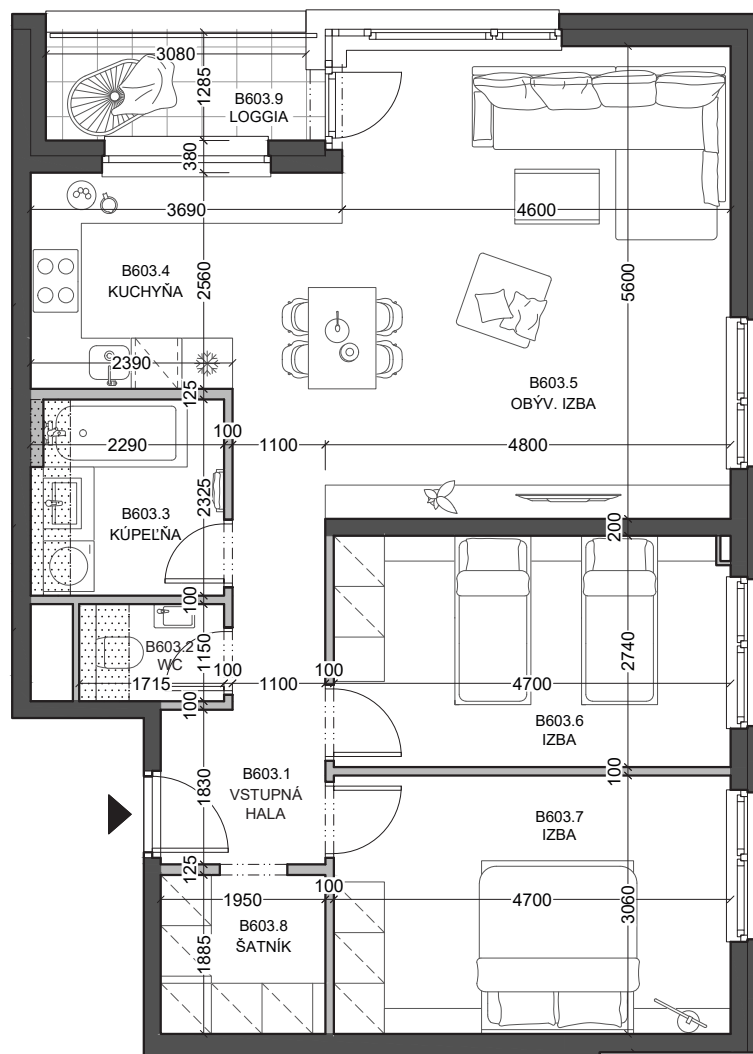 3080
1285
B603.9
LOGGIA
380
3690
4600
B603.4
KUCHYŇA
2560
5600
2390
125
B603.5
OBÝV. IZBA
2290
100
1100
4800
B603.3
KÚPEĽŇA
2325
200
100
B603.2
WC
1150
1715
100
1100
100
4700
2740
100
B603.6
IZBA
B603.1
VSTUPNÁ
HALA
1830
100
B603.7
IZBA
125
1950
100
4700
3060
B603.8
ŠATNÍK
1885